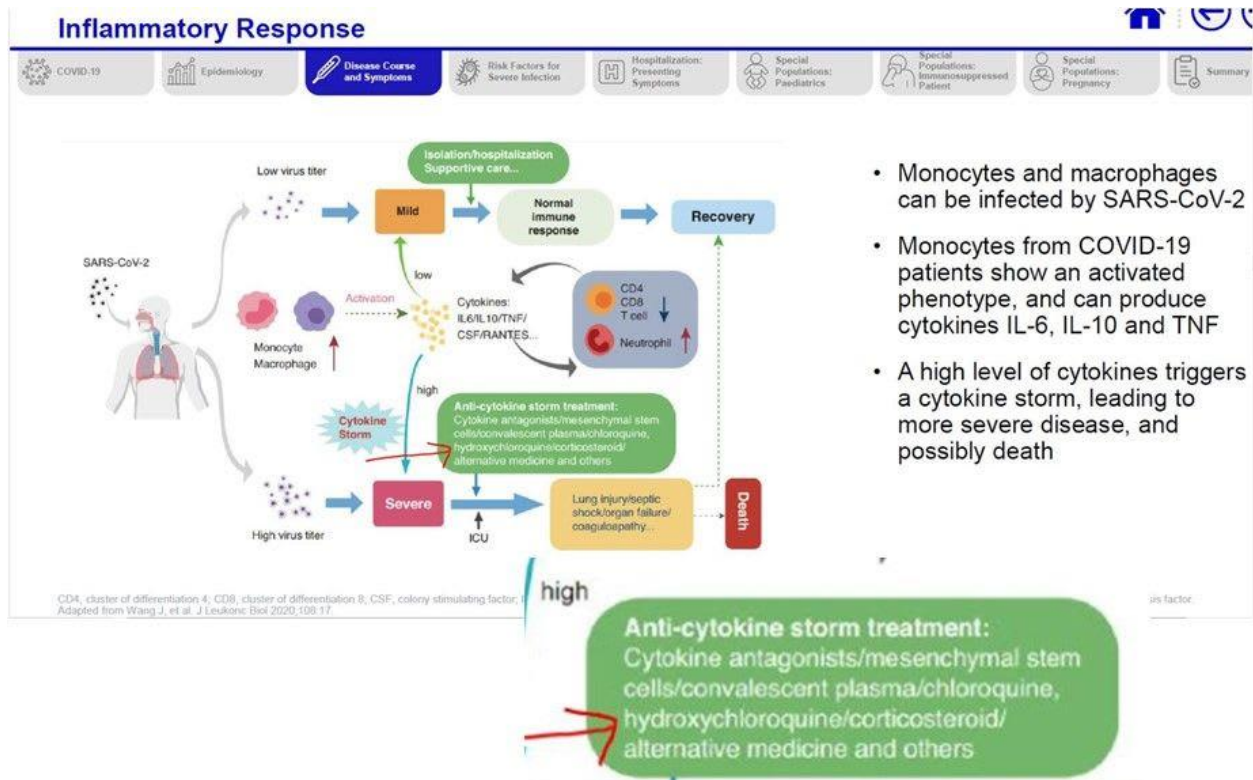 Inflammatory Response
COVID-19
Epidemiology
Disease Course
and Symptoms
Risk Factors for
Severe Infection
Hospitalization:
Presenting
Symptoms
Special
Populations:
Paediatrics
Special
Populations:
Immunosuppressed
Patient
Special
Populations:
Pregnancy
Summary
Isolation/hospitalization
Supportive care...
Low virus titer
Mild
Normal
immune
response
Recovery
SARS-CoV-2
low
Activation
Cytokines:
IL6/IL10/TNF/
CSF/RANTES...
CD4
CD8
T cell
Neutrophil
Monocyte
Macrophage
high
Cytokine
Storm
Anti-cytokine storm treatment:
Cytokine antagonists/mesenchymal stem
cells/convalescent plasma/chloroquine,
hydroxychloroquine/corticosteroid/
alternative medicine and others
Severe
ICU
Lung injury/septic
shock/organ failure/
coaguloapathy...
Death
High virus titer
• Monocytes and macrophages
can be infected by SARS-CoV-2
• Monocytes from COVID-19
patients show an activated
phenotype, and can produce
cytokines IL-6, IL-10 and TNF
• A high level of cytokines triggers
a cytokine storm, leading to
more severe disease, and
possibly death
CD4, cluster of differentiation 4; CD8, cluster of differentiation 8; CSF, colony stimulating factor;
sis factor.
Adapted from Wang J, et al. J Leukonc Biol 2020;108:17.
high
Anti-cytokine storm treatment:
Cytokine antagonists/mesenchymal stem
cells/convalescent plasma/chloroquine,
hydroxychloroquine/corticosteroid/
alternative medicine and others